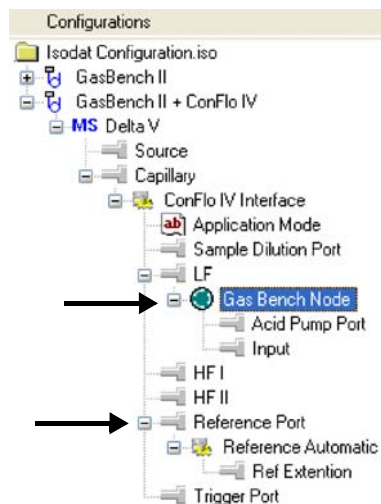 Configurations
Isodat Configuration.iso
GasBench II
GasBench II + ConFlo IV
MS Delta V
Source
Capillary
ConFlo IV Interface
ab Application Mode
Sample Dilution Port
LF
Gas Bench Node
Acid Pump Port
Input
HF I
HF II
Reference Port
Reference Automatic
Ref Extention
Trigger Port